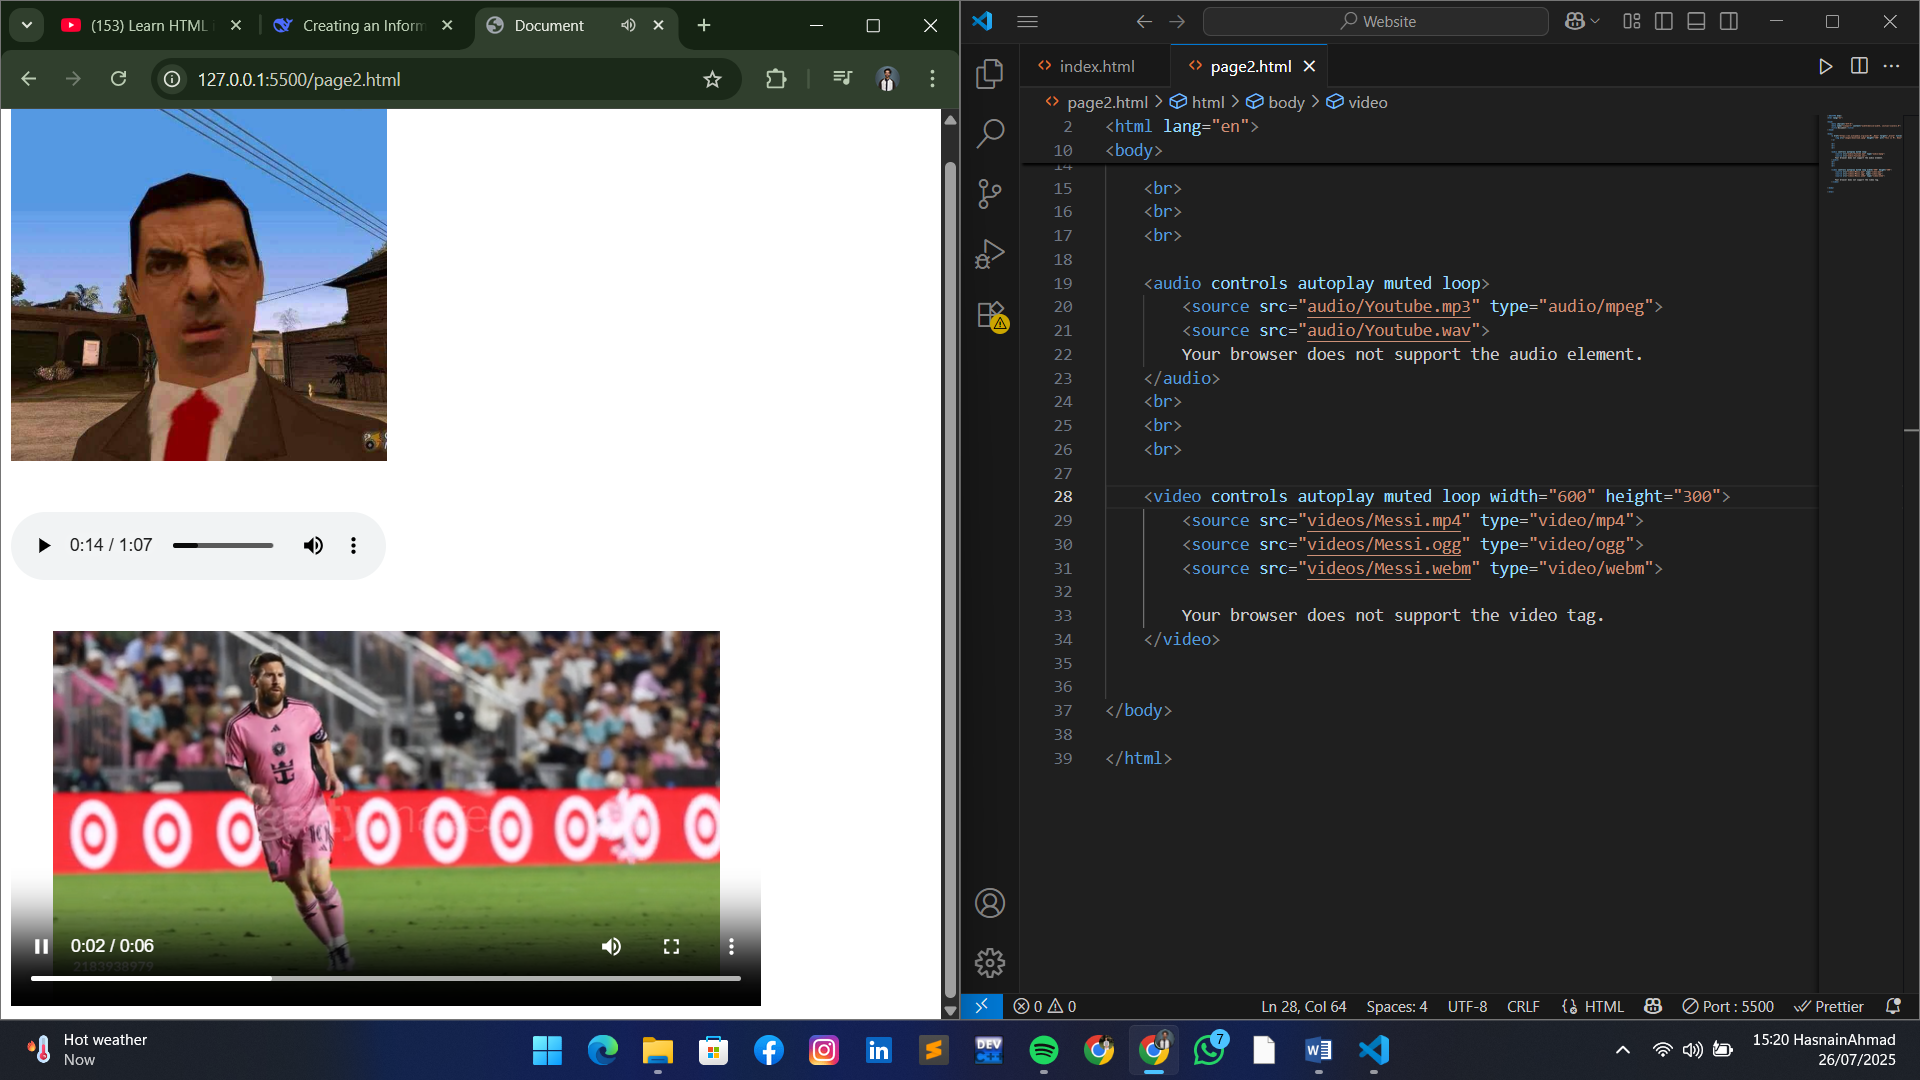 (153) Learn HTML i
Creating an Inform
Document
127.0.0.1:5500/page2.html
0:14 / 1:07
getty images
0:02 / 0:06
2183938979
Website
index.html
page2.html
page2.html > html > body > video
2 <html lang="en">
10 <body>
14
15 <br>
16 <br>
17 <br>
18
19 <audio controls autoplay muted loop>
20 <source src="audio/Youtube.mp3" type="audio/mpeg">
21 <source src="audio/Youtube.wav">
22 Your browser does not support the audio element.
23 </audio>
24 <br>
25 <br>
26 <br>
27
28 <video controls autoplay muted loop width="600" height="300">
29 <source src="videos/Messi.mp4" type="video/mp4">
30 <source src="videos/Messi.ogg" type="video/ogg">
31 <source src="videos/Messi.webm" type="video/webm">
32
33 Your browser does not support the video tag.
34 </video>
35
36
37 </body>
38
39 </html>
0 0
Ln 28, Col 64
Spaces: 4
UTF-8
CRLF
HTML
Port : 5500
Prettier
Hot weather
Now
DEV
7
15:20 HasnainAhmad
26/07/2025